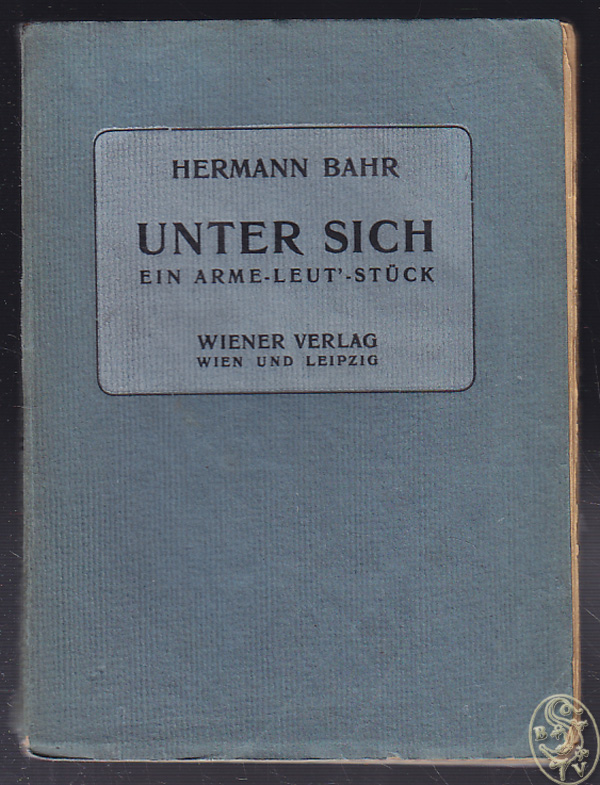 HERMANN BAHR
UNTER SICH
EIN ARME-LEUT'-STÜCK
WIENER VERLAG
WIEN UND LEIPZIG